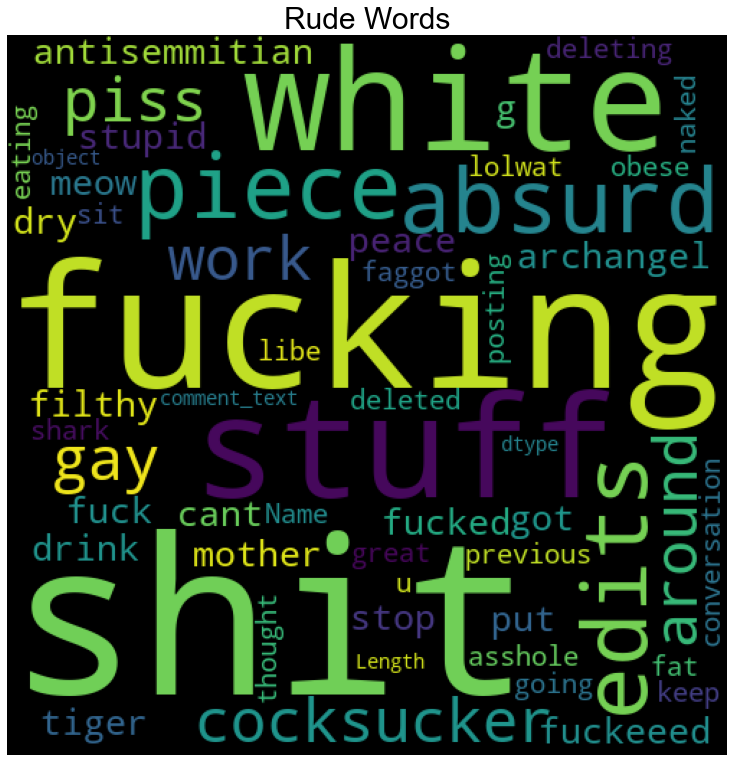 Rude Words
antisemmitian
deleting
white
piss
g
naked
stupid
eating
object
lolwat
obese
meow
piece
absurd
sit
dry
work
peace
archangel
faggot
posting
fucking
libe
filthy
comment_text
deleted
shark
stuff
dtype
gay
around
edits
conversation
fuck
cant
Name
fucked
got
drink
mother
great
previous
shit
u
thought
stop
put
asshole
Length
fat
going
keep
tiger
cocksucker
fuckeeed